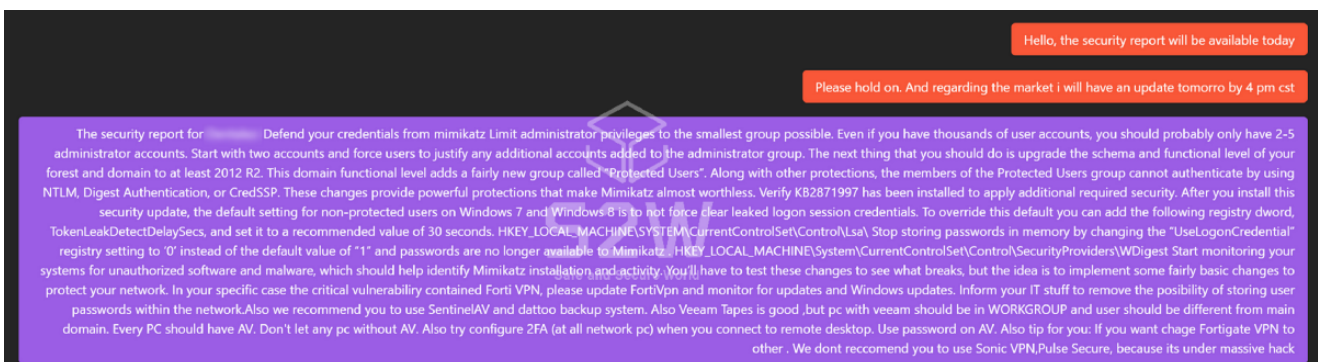 Hello, the security report will be available today
Please hold on. And regarding the market i will have an update tomorro by 4 pm cst
The security report for Defend your credentials from mimikatz Limit administrator privileges to the smallest group possible. Even if you have thousands of user accounts, you should probably only have 2-5
administrator accounts. Start with two accounts and force users to justify any additional accounts added to the administrator group. The next thing that you should do is upgrade the schema and functional level of your
forest and domain to at least 2012 R2. This domain functional level adds a fairly new group called "Protected Users". Along with other protections, the members of the Protected Users group cannot authenticate by using
NTLM, Digest Authentication, or CredSSP. These changes provide powerful protections that make Mimikatz almost worthless. Verify KB2871997 has been installed to apply additional required security. After you install this
security update, the default setting for non-protected users on Windows 7 and Windows 8 is to not force clear leaked logon session credentials. To override this default you can add the following registry dword,
TokenLeakDetectDelaySecs, and set it to a recommended value of 30 seconds. HKEY_LOCAL_MACHINE\SYSTEM\CurrentControlSet\Control\Lsa\ Stop storing passwords in memory by changing the "UseLogonCredential"
registry setting to '0' instead of the default value of "1" and passwords are no longer available to Mimikatz . HKEY_LOCAL_MACHINE\System\CurrentControlSet\Control\SecurityProviders\WDigest Start monitoring your
systems for unauthorized software and malware, which should help identify Mimikatz installation and activity. You'll have to test these changes to see what breaks, but the idea is to implement some fairly basic changes to
protect your network. In your specific case the critical vulnerabiliry contained Forti VPN, please update FortiVpn and monitor for updates and Windows updates. Inform your IT stuff to remove the posibility of storing user
passwords within the network.Also we recommend you to use SentinelAV and dattoo backup system. Also Veeam Tapes is good ,but pc with veeam should be in WORKGROUP and user should be different from main
domain. Every PC should have AV. Don't let any pc without AV. Also try configure 2FA (at all network pc) when you connect to remote desktop. Use password on AV. Also tip for you: If you want chage Fortigate VPN to
other . We dont reccomend you to use Sonic VPN,Pulse Secure, because its under massive hack
S2W
Safe and Secure World